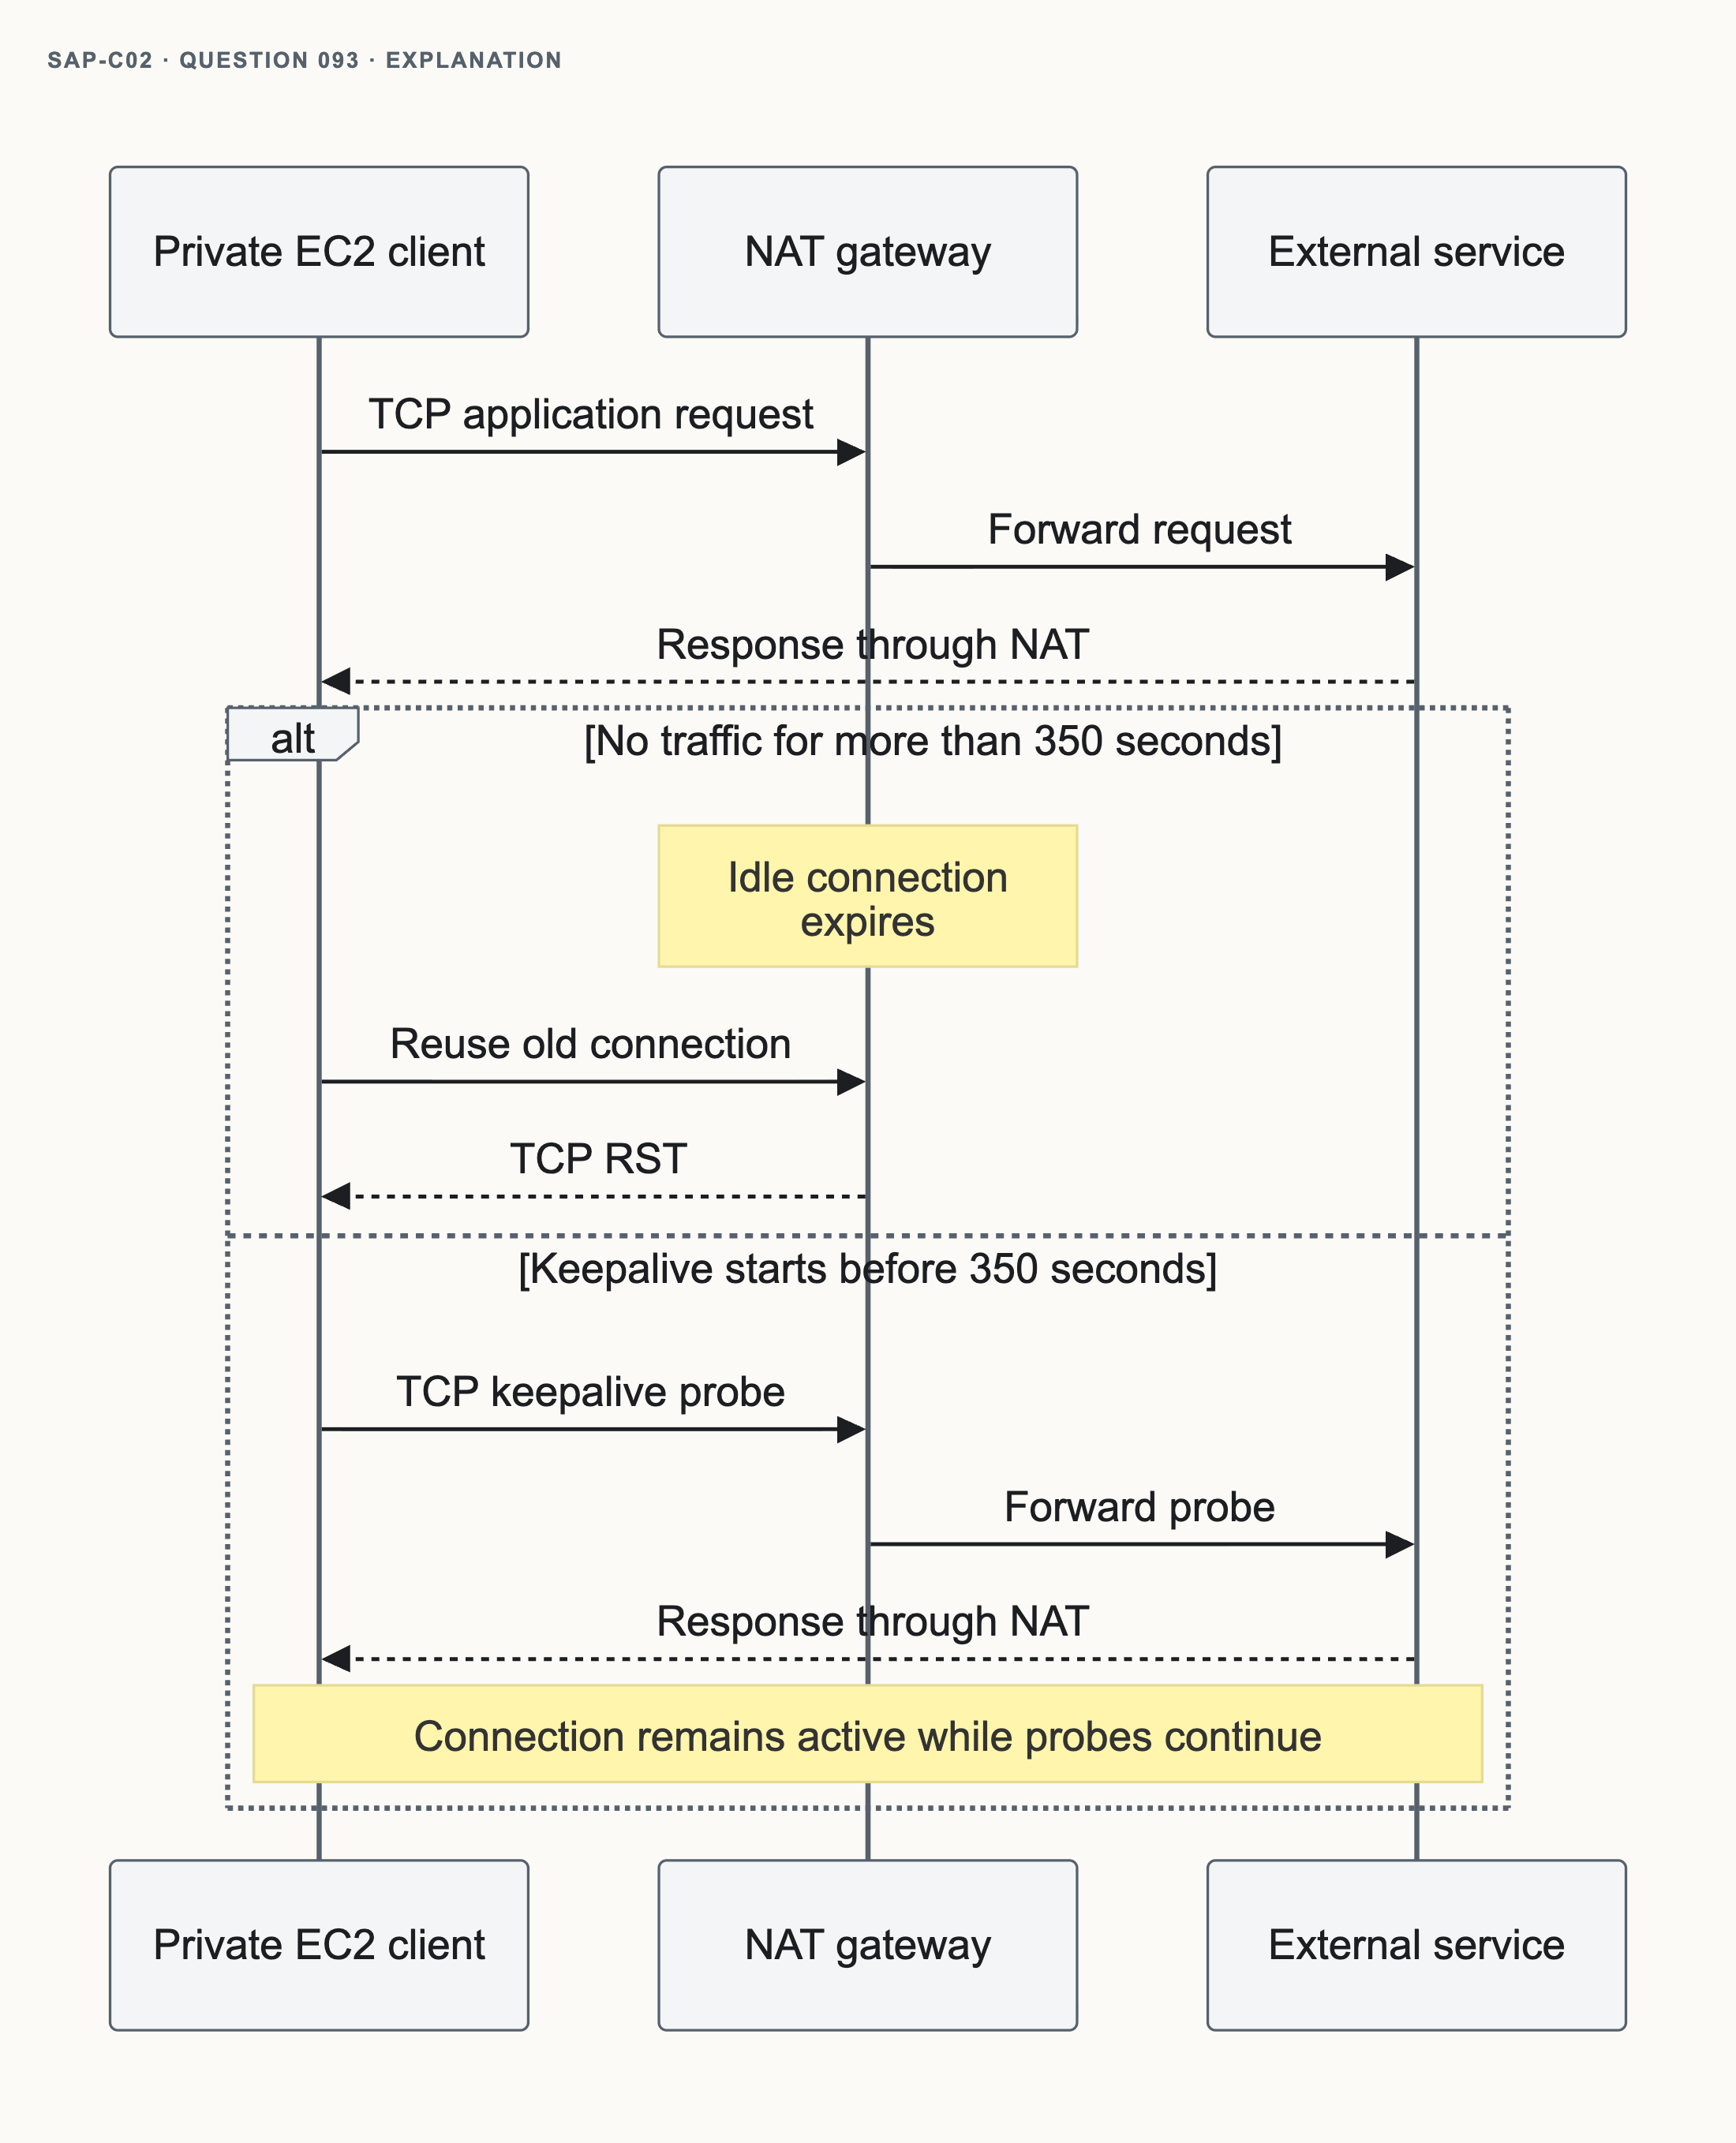 SAP-C02 · QUESTION 093 · EXPLANATION
Private EC2 client
NAT gateway
External service
TCP application request
Forward request
Response through NAT
alt
[No traffic for more than 350 seconds]
Idle connection
expires
Reuse old connection
TCP RST
[Keepalive starts before 350 seconds]
TCP keepalive probe
Forward probe
Response through NAT
Connection remains active while probes continue
Private EC2 client
NAT gateway
External service